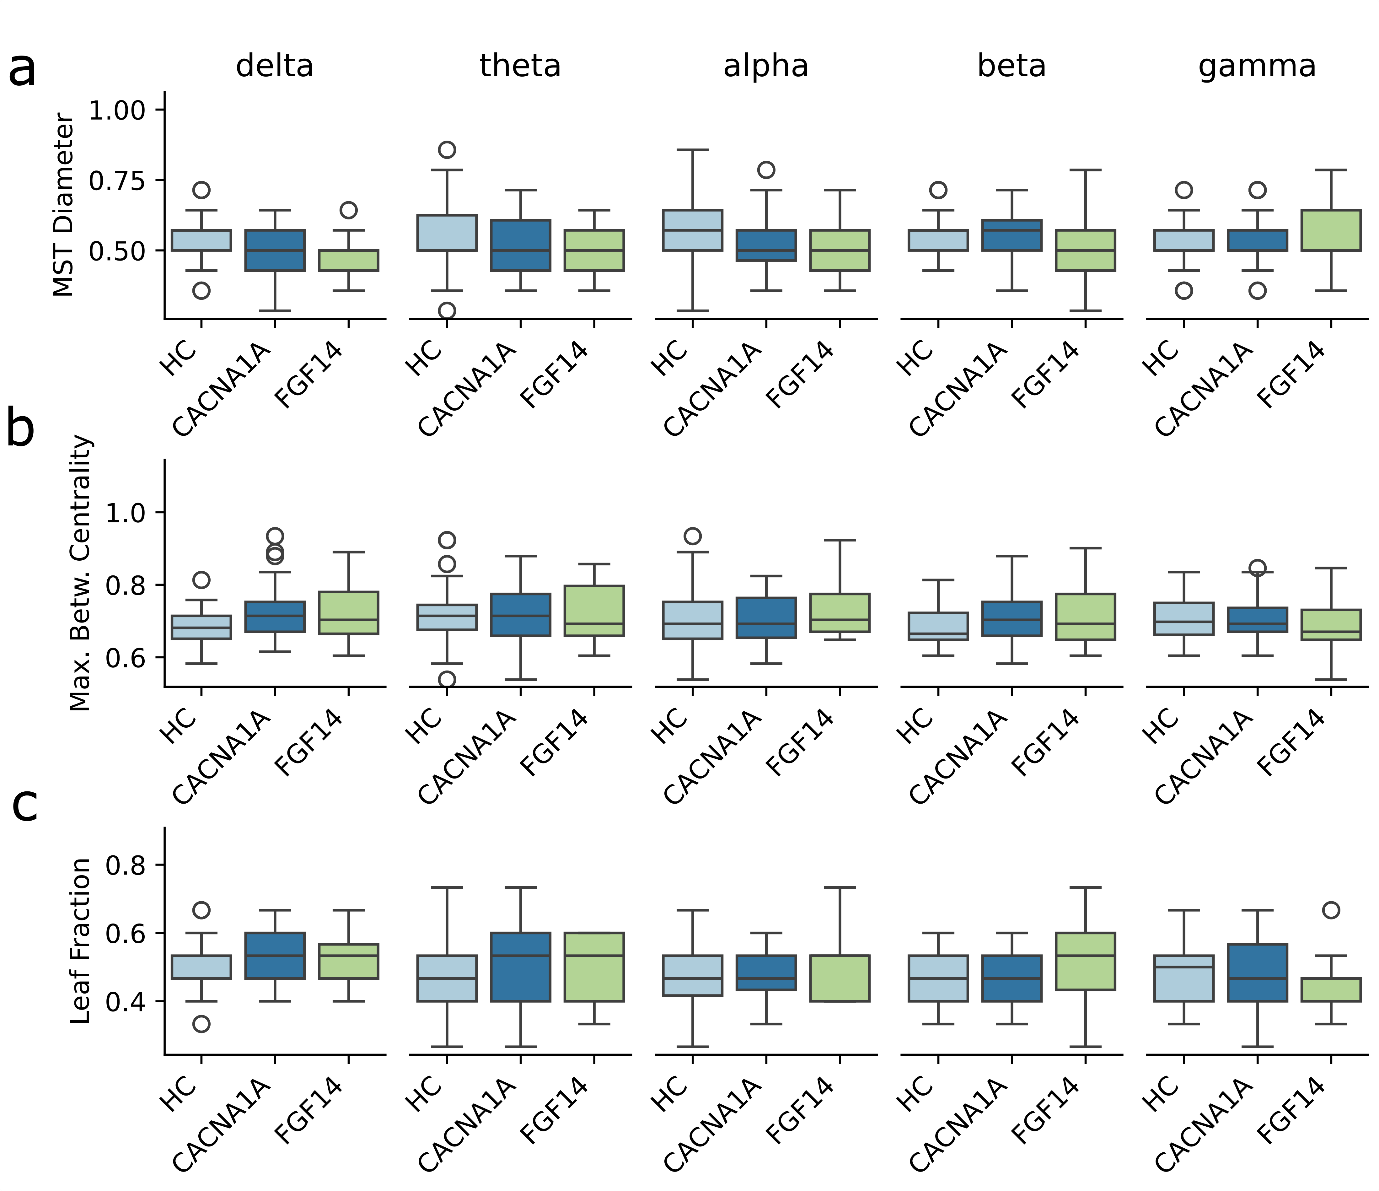 a
delta theta alpha beta gamma
MST Diameter
1.00
0.75
0.50
HC CACNA1A FGF14 HC CACNA1A FGF14 HC CACNA1A FGF14 HC CACNA1A FGF14 HC CACNA1A FGF14
b
Max. Betw. Centrality
1.0
0.8
0.6
HC CACNA1A FGF14 HC CACNA1A FGF14 HC CACNA1A FGF14 HC CACNA1A FGF14 HC CACNA1A FGF14
c
Leaf Fraction
0.8
0.6
0.4
HC CACNA1A FGF14 HC CACNA1A FGF14 HC CACNA1A FGF14 HC CACNA1A FGF14 HC CACNA1A FGF14